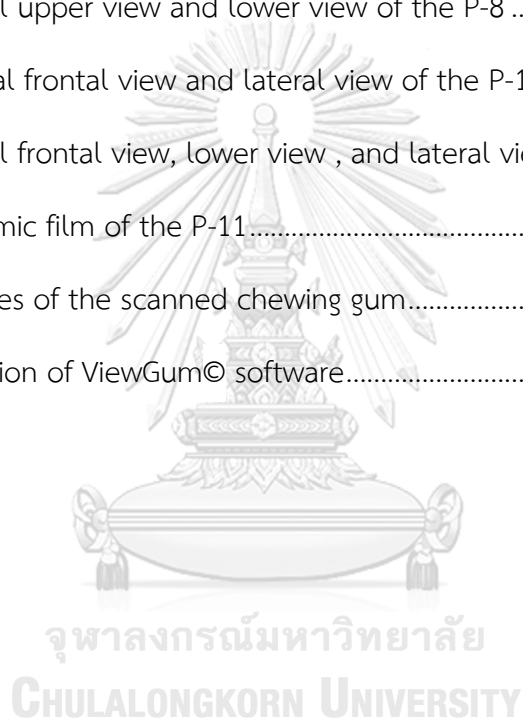 l upper view and lower view of the P-8 ..
al frontal view and lateral view of the P-1
l frontal view, lower view , and lateral vie
mic film of the P-11........................................
es of the scanned chewing gum..................
ion of ViewGum© software...........................
จุฬาลงกรณ์มหาวิทยาลัย
CHULALONGKORN UNIVERSITY